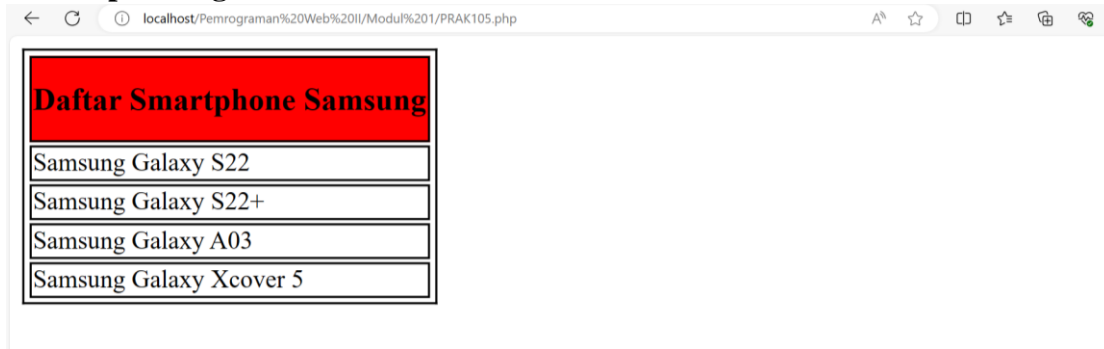 localhost/Pemrograman%20Web%20II/Modul%201/PRAK105.php
Daftar Smartphone Samsung
Samsung Galaxy S22
Samsung Galaxy S22+
Samsung Galaxy A03
Samsung Galaxy Xcover 5